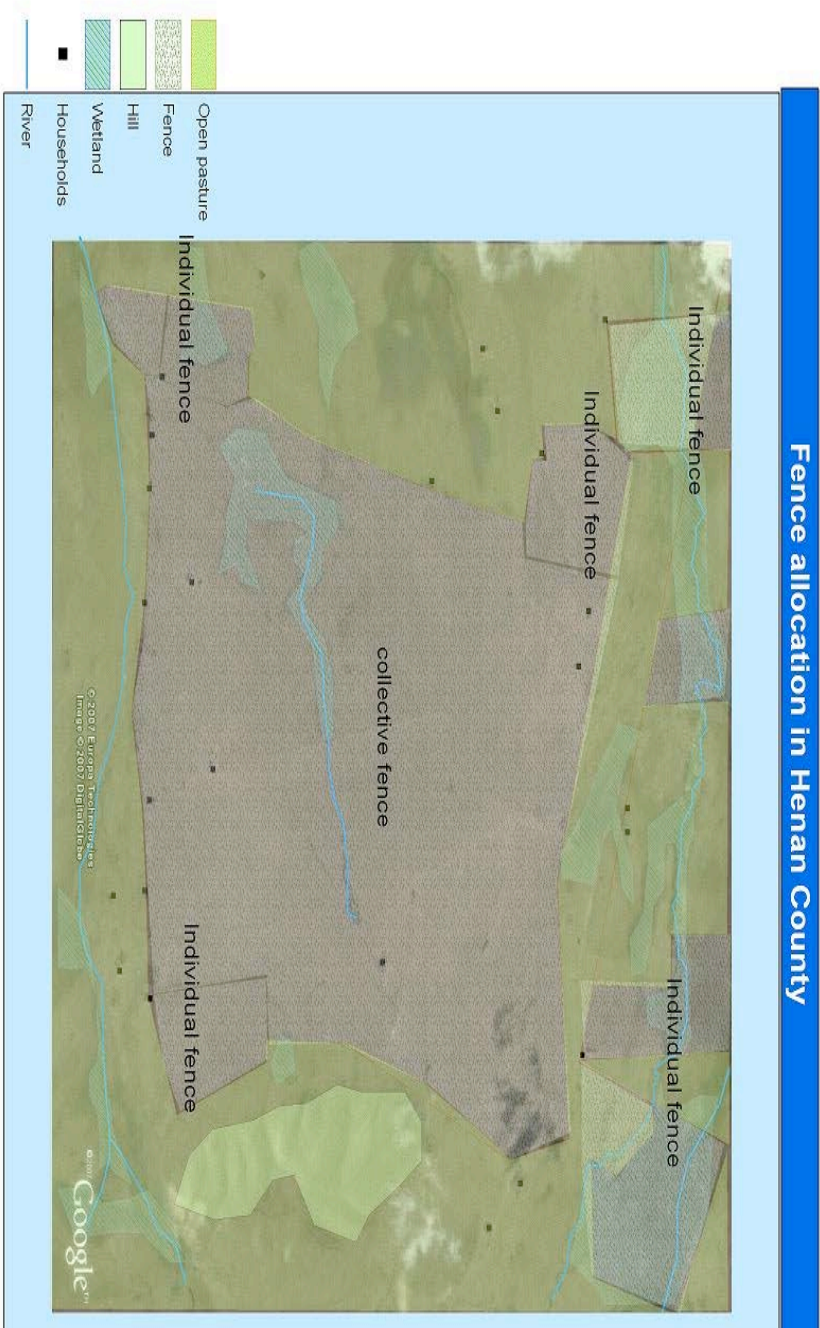 Fence allocation in Henan County
Individual fence
Individual fence
Individual fence
collective fence
Individual fence
Individual fence
© 2007 Europa Technologies
Image © 2007 DigitalGlobe
Google™
Open pasture
Fence
Hill
Wetland
Households
River